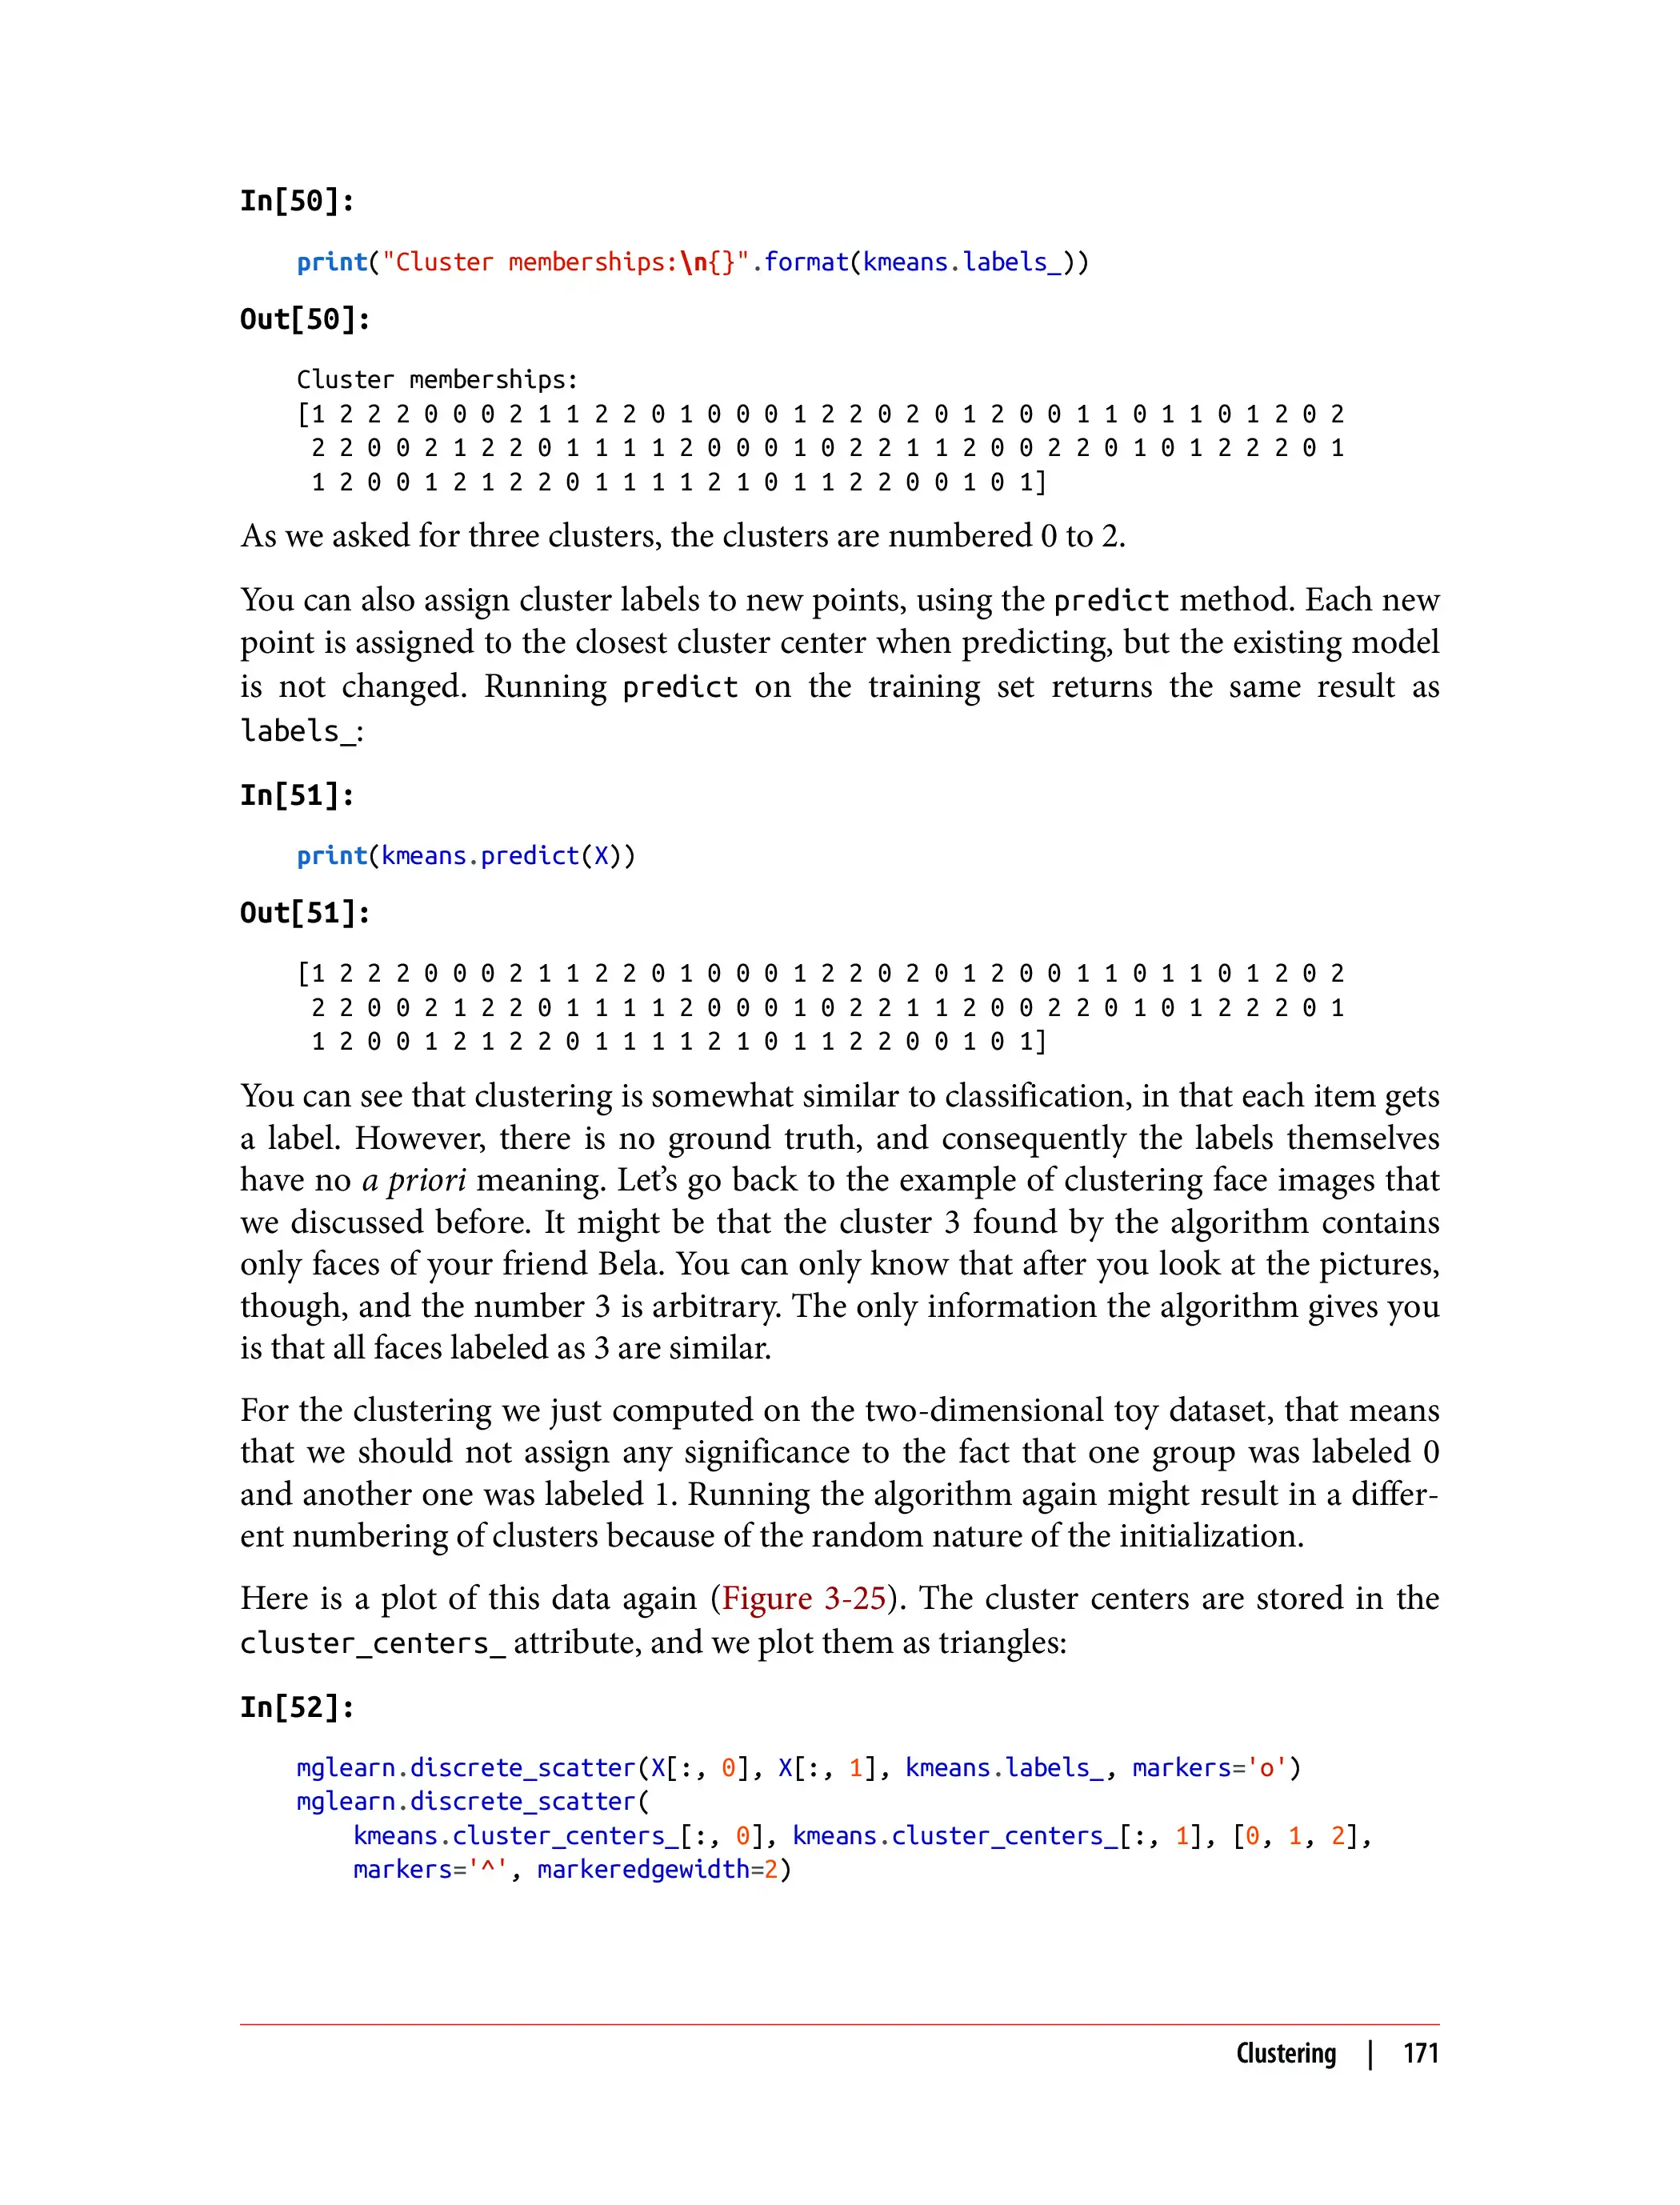 In[50]:
print("Cluster memberships:\n{}".format(kmeans.labels_))
Out[50]:
Cluster memberships:
[1 2 2 2 0 0 0 2 1 1 2 2 0 1 0 0 0 1 2 2 0 2 0 1 2 0 0 1 1 0 1 1 0 1 2 0 2
2 2 0 0 2 1 2 2 0 1 1 1 1 2 0 0 0 1 0 2 2 1 1 2 0 0 2 2 0 1 0 1 2 2 2 0 1
1 2 0 0 1 2 1 2 2 0 1 1 1 1 2 1 0 1 1 2 2 0 0 1 0 1]
As we asked for three clusters, the clusters are numbered 0 to 2.
You can also assign cluster labels to new points, using the predict method. Each new
point is assigned to the closest cluster center when predicting, but the existing model
is not changed. Running predict on the training set returns the same result as
labels_:
In[51]:
print(kmeans.predict(X))
Out[51]:
[1 2 2 2 0 0 0 2 1 1 2 2 0 1 0 0 0 1 2 2 0 2 0 1 2 0 0 1 1 0 1 1 0 1 2 0 2
2 2 0 0 2 1 2 2 0 1 1 1 1 2 0 0 0 1 0 2 2 1 1 2 0 0 2 2 0 1 0 1 2 2 2 0 1
1 2 0 0 1 2 1 2 2 0 1 1 1 1 2 1 0 1 1 2 2 0 0 1 0 1]
You can see that clustering is somewhat similar to classification, in that each item gets
a label. However, there is no ground truth, and consequently the labels themselves
have no a priori meaning. Let’s go back to the example of clustering face images that
we discussed before. It might be that the cluster 3 found by the algorithm contains
only faces of your friend Bela. You can only know that after you look at the pictures,
though, and the number 3 is arbitrary. The only information the algorithm gives you
is that all faces labeled as 3 are similar.
For the clustering we just computed on the two-dimensional toy dataset, that means
that we should not assign any significance to the fact that one group was labeled 0
and another one was labeled 1. Running the algorithm again might result in a differ-
ent numbering of clusters because of the random nature of the initialization.
Here is a plot of this data again (Figure 3-25). The cluster centers are stored in the
cluster_centers_ attribute, and we plot them as triangles:
In[52]:
mglearn.discrete_scatter(X[:, 0], X[:, 1], kmeans.labels_, markers='o')
mglearn.discrete_scatter(
kmeans.cluster_centers_[:, 0], kmeans.cluster_centers_[:, 1], [0, 1, 2],
markers='^', markeredgewidth=2)
Clustering | 171